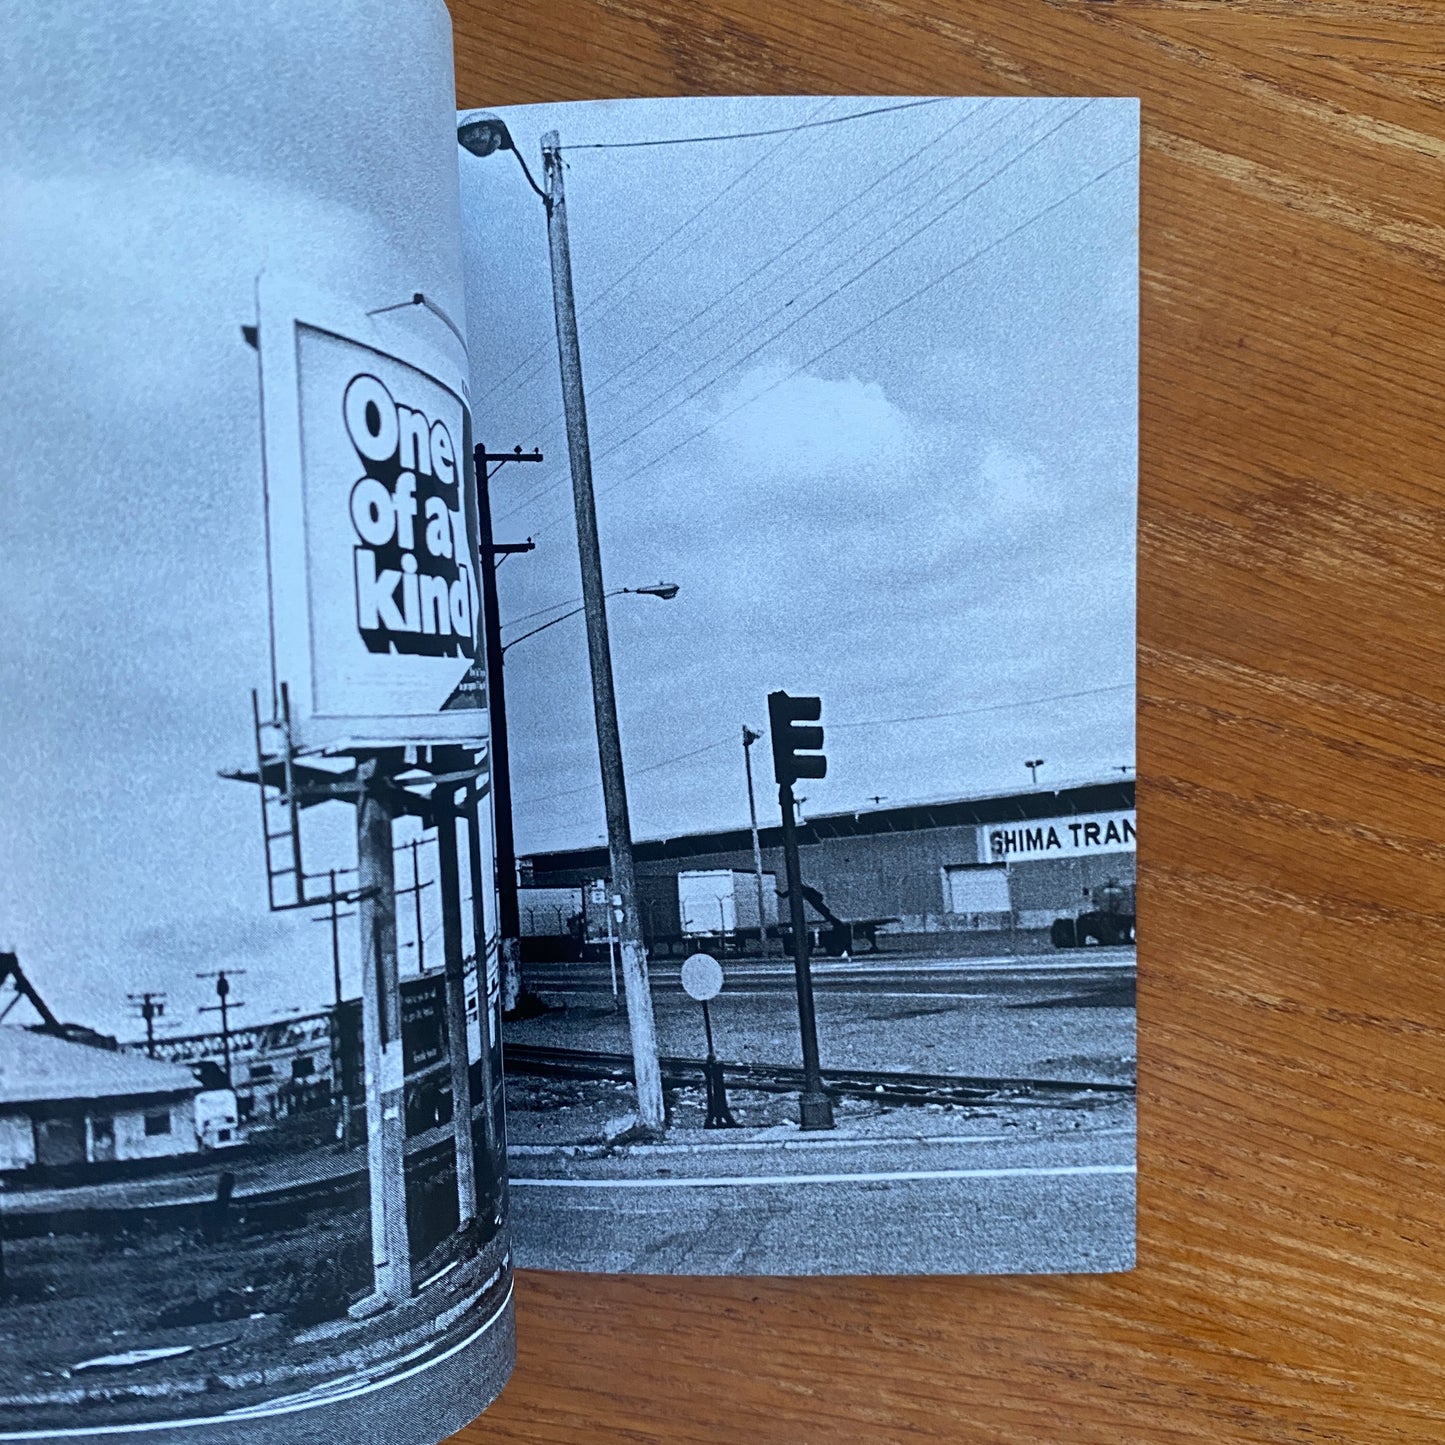 One
of a
kind
SHIMA TRAN